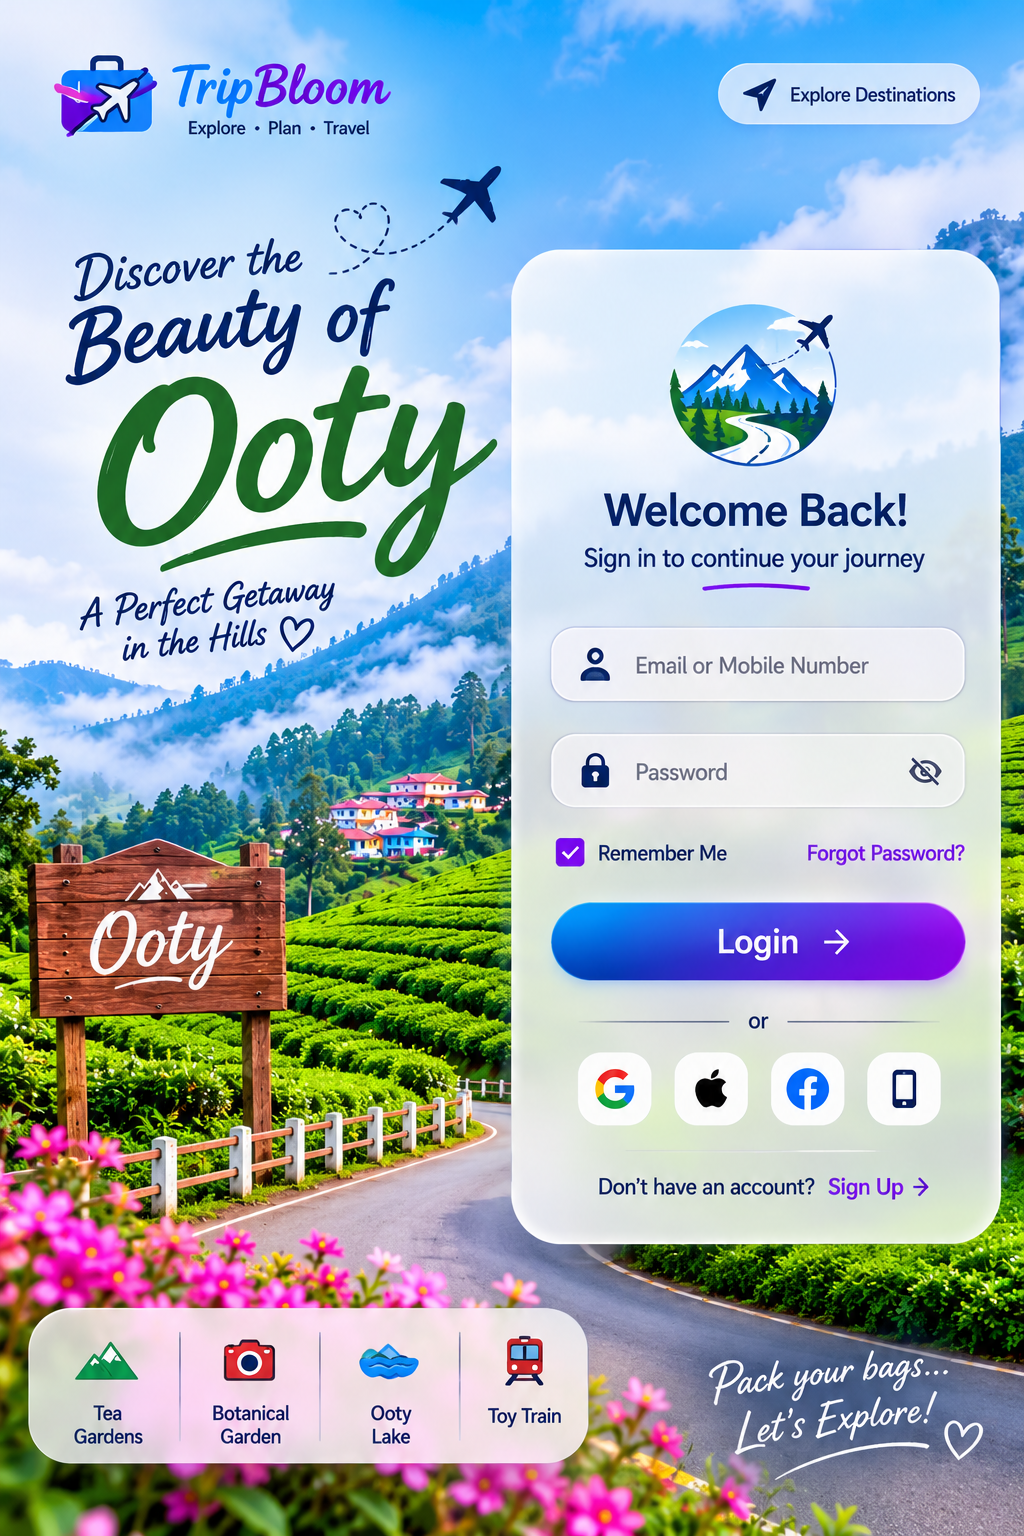 TripBloom
Explore • Plan • Travel
Explore Destinations
Discover the
Beauty of
Ooty
A Perfect Getaway
in the Hills
Welcome Back!
Sign in to continue your journey
Email or Mobile Number
Password
Remember Me
Forgot Password?
Login
or
Don't have an account? Sign Up
Ooty
Tea
Gardens
Botanical
Garden
Ooty
Lake
Toy Train
Pack your bags...
Let's Explore!